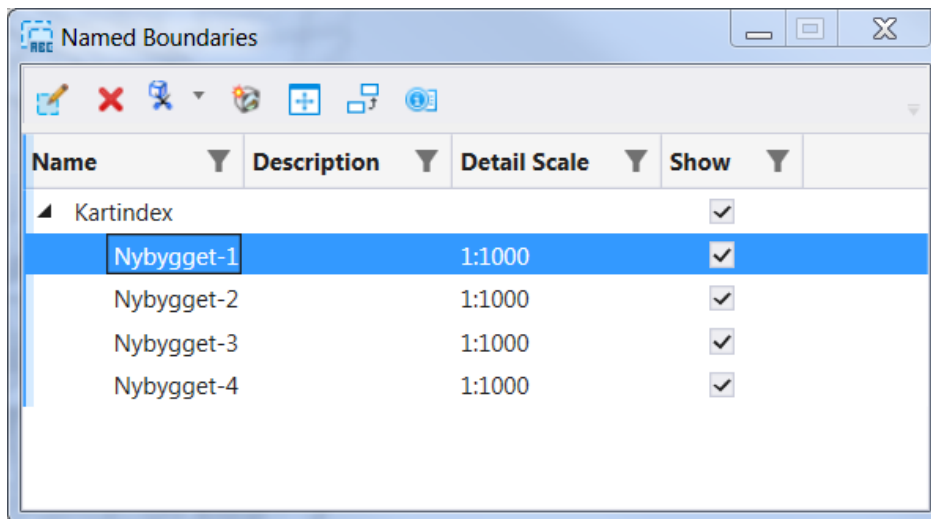 Named Boundaries
Name Description Detail Scale Show
Kartindex
Nybygget-1 1:1000
Nybygget-2 1:1000
Nybygget-3 1:1000
Nybygget-4 1:1000